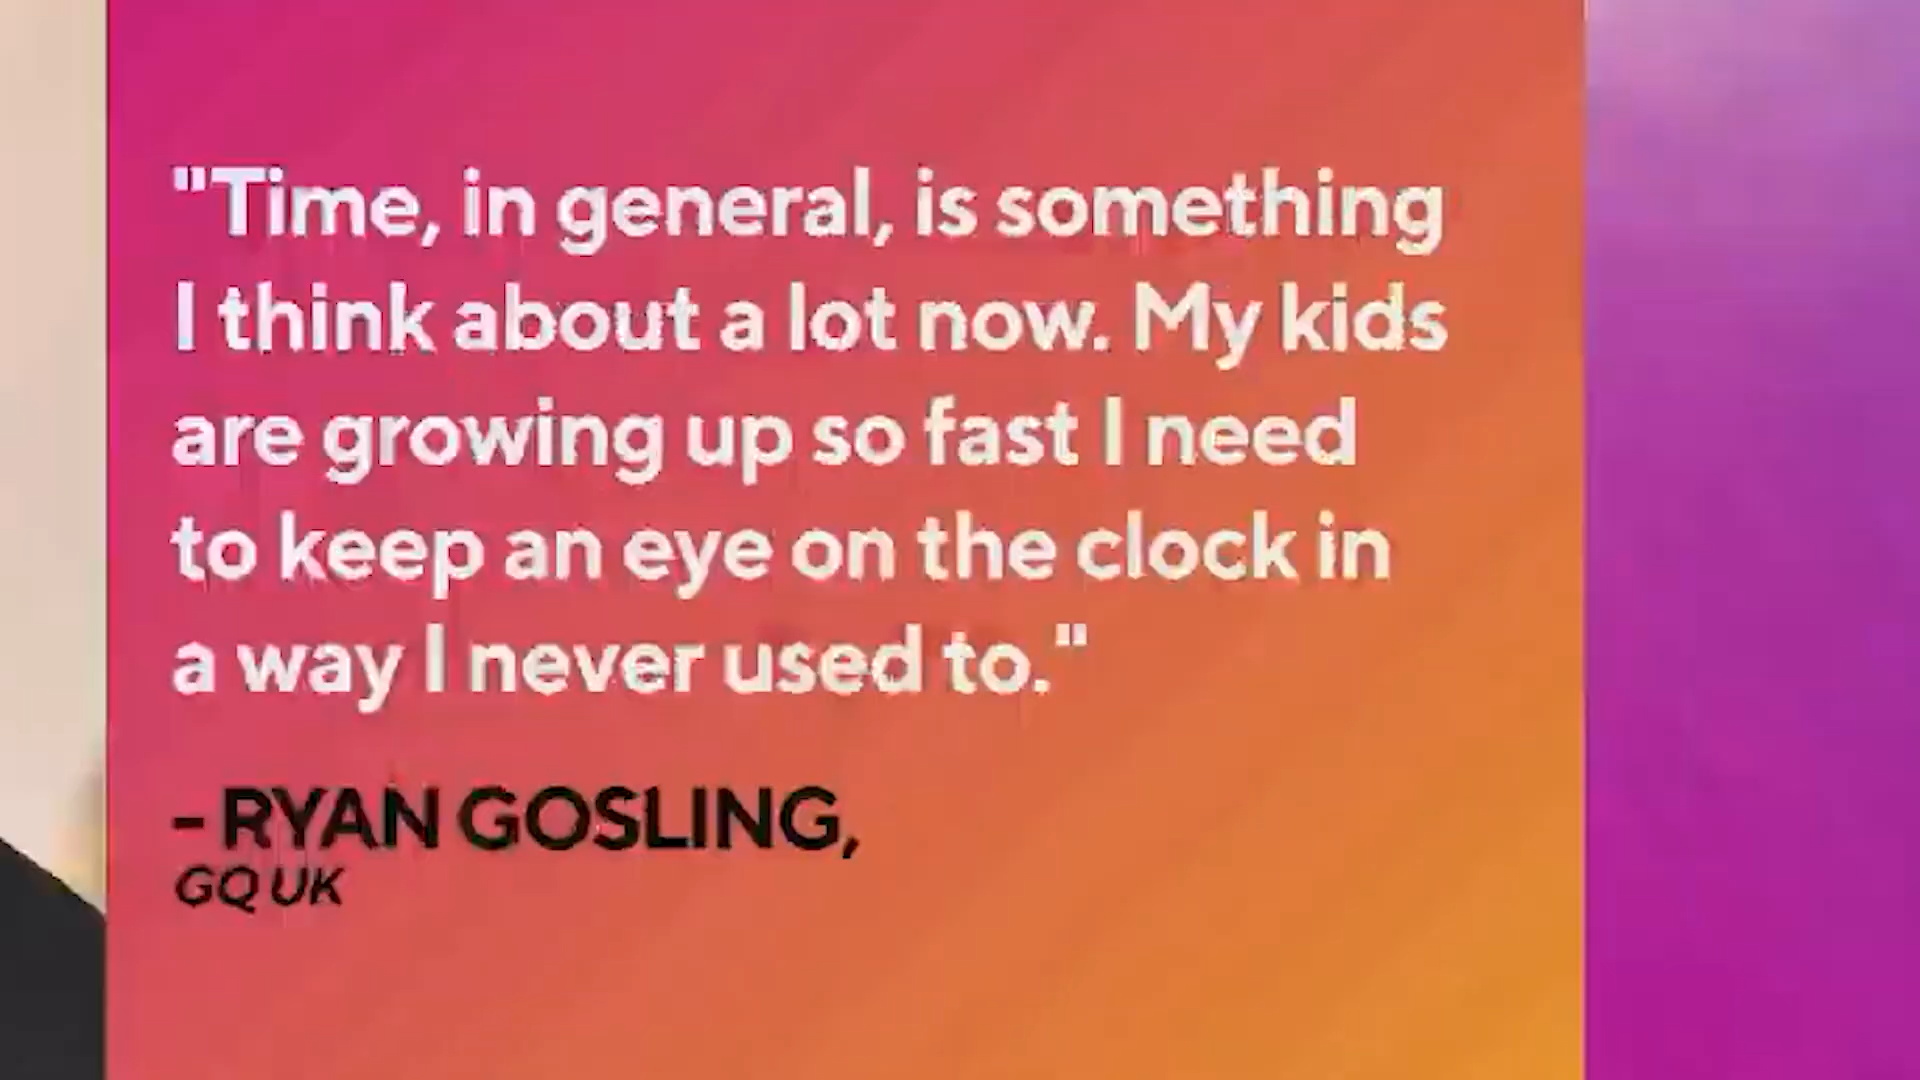 "Time, in general, is something
I think about a lot now. My kids
are growing up so fast I need
to keep an eye on the clock in
a way I never used to."
- RYAN GOSLING,
GQ UK